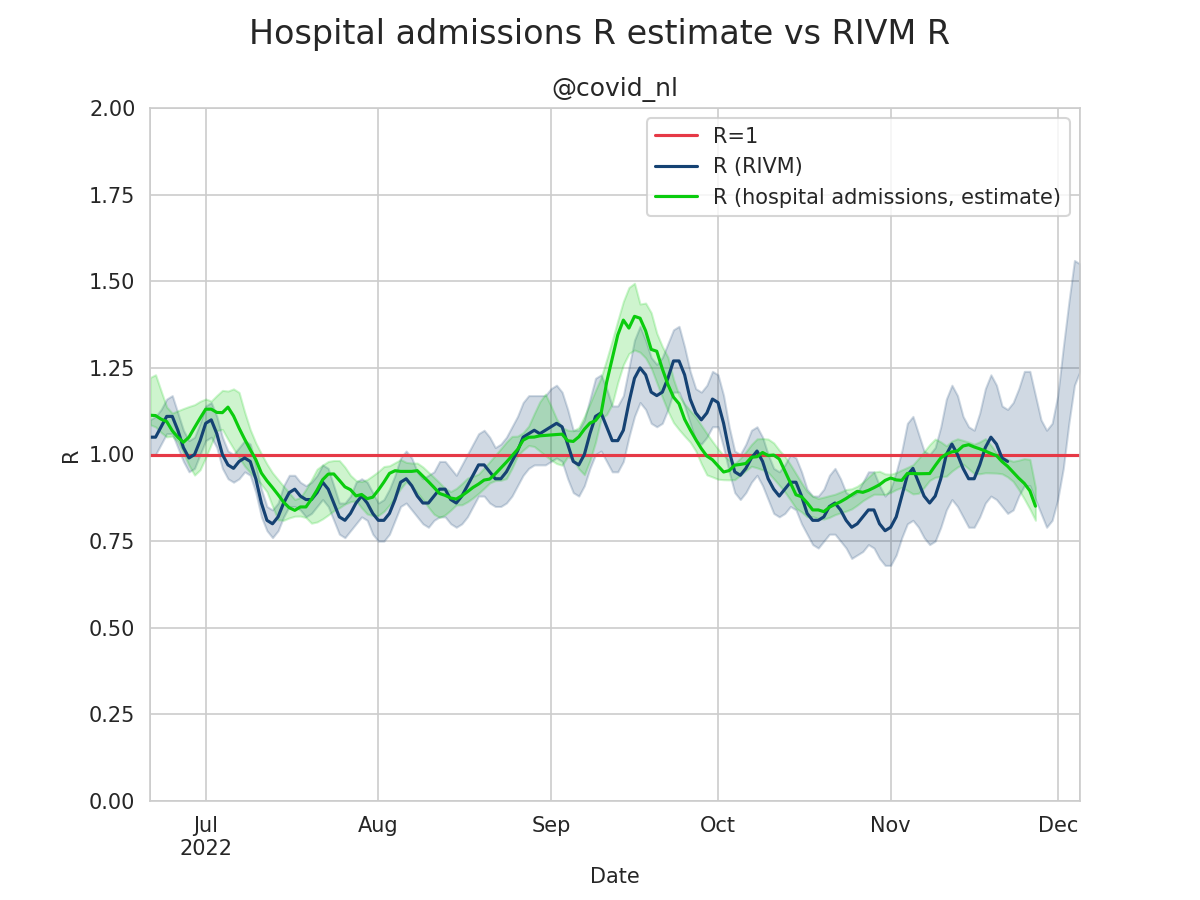 Hospital admissions R estimate vs RIVM R
@covid_nl
R=1
R (RIVM)
R (hospital admissions, estimate)
2.00
1.75
1.50
1.25
1.00
0.75
0.50
0.25
0.00
R
Jul Aug Sep Oct Nov Dec
2022
Date